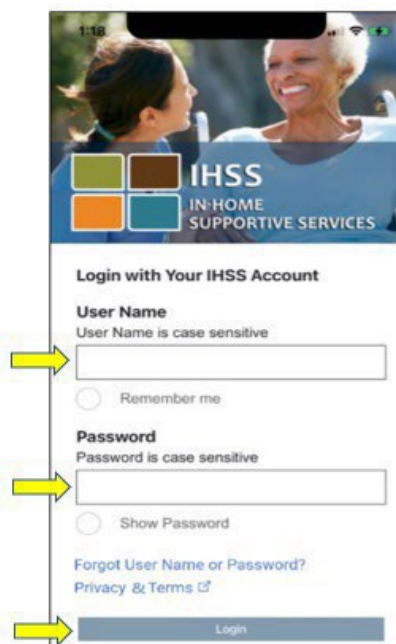 1:18
IHSS
IN-HOME
SUPPORTIVE SERVICES
Login with Your IHSS Account
User Name
User Name is case sensitive
Remember me
Password
Password is case sensitive
Show Password
Forgot User Name or Password?
Privacy & Terms
Login